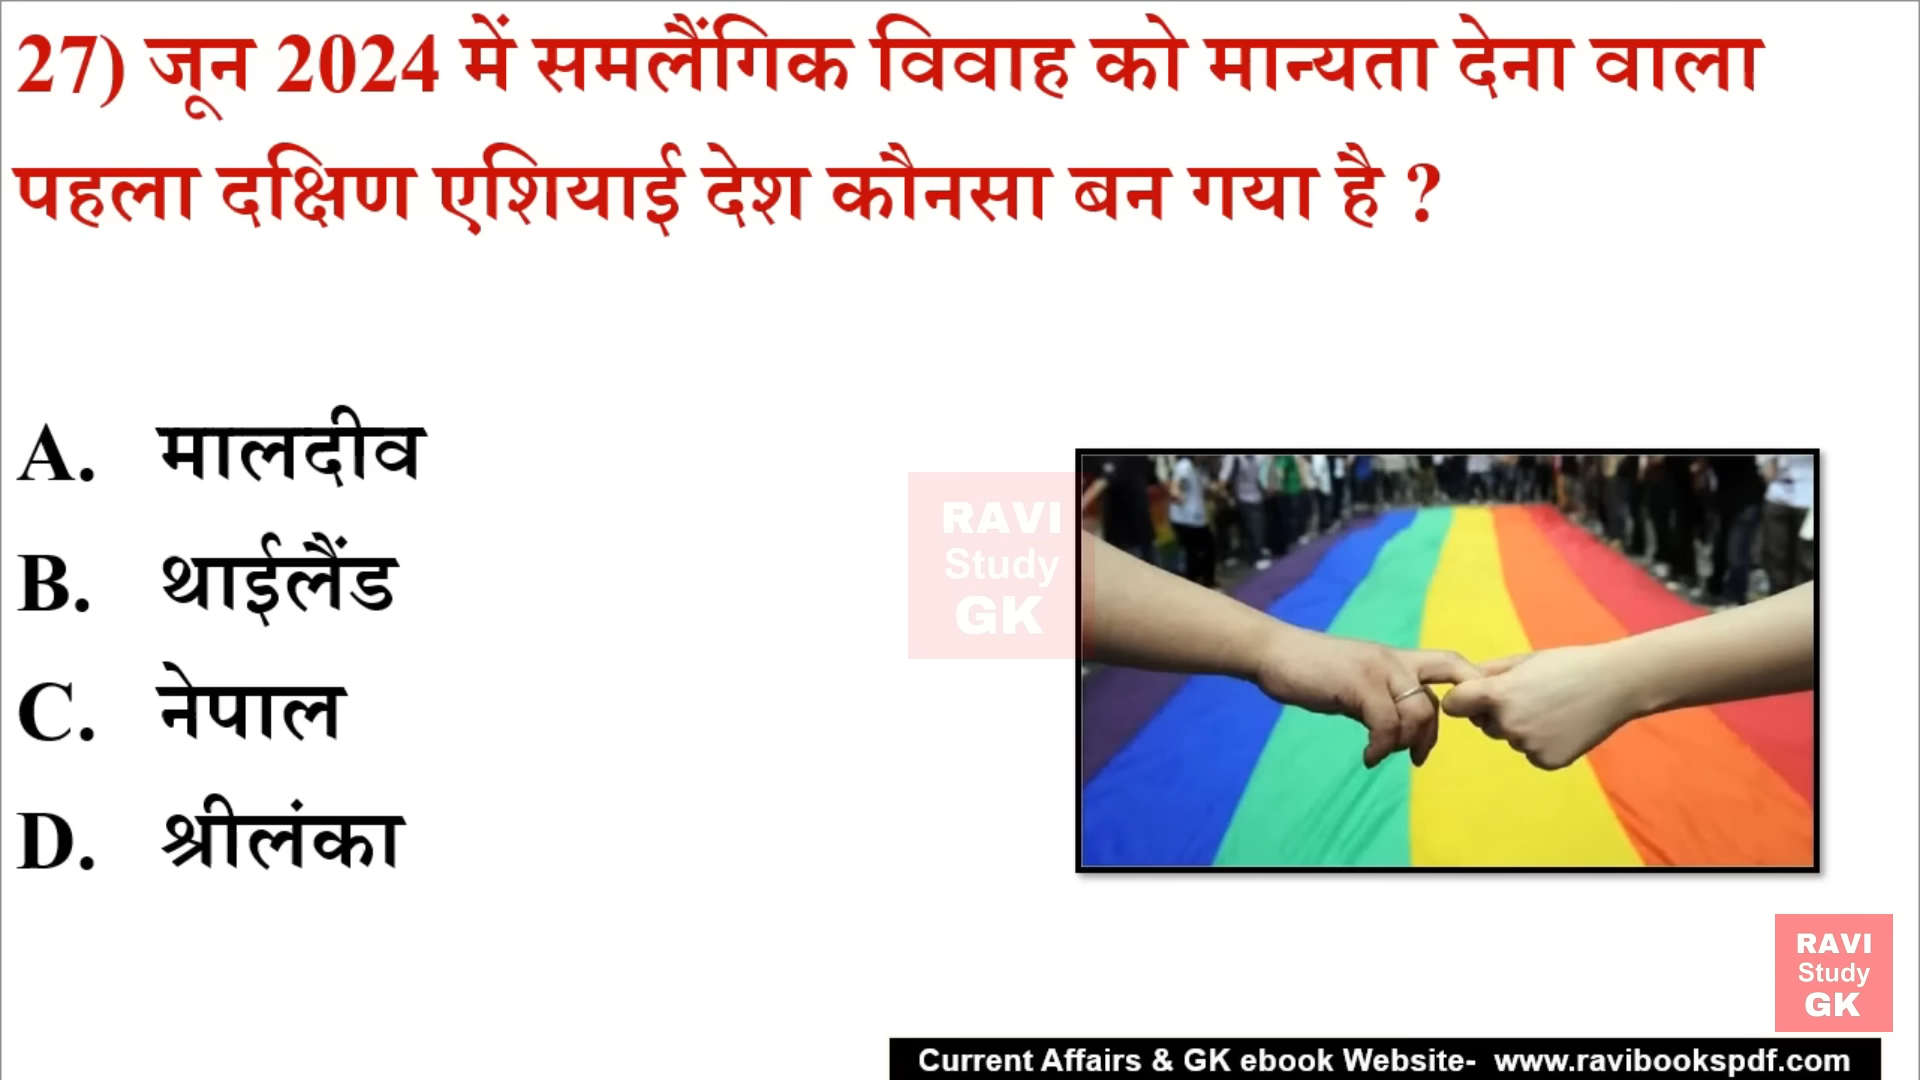 27) जून 2024 में समलैंगिक विवाह को मान्यता देना वाला
पहला दक्षिण एशियाई देश कौनसा बन गया है ?
A. मालदीव
B. थाईलैंड
C. नेपाल
D. श्रीलंका
RAVI
Study
GK
RAVI
Study
GK
Current Affairs & GK ebook Website- www.ravibookspdf.com